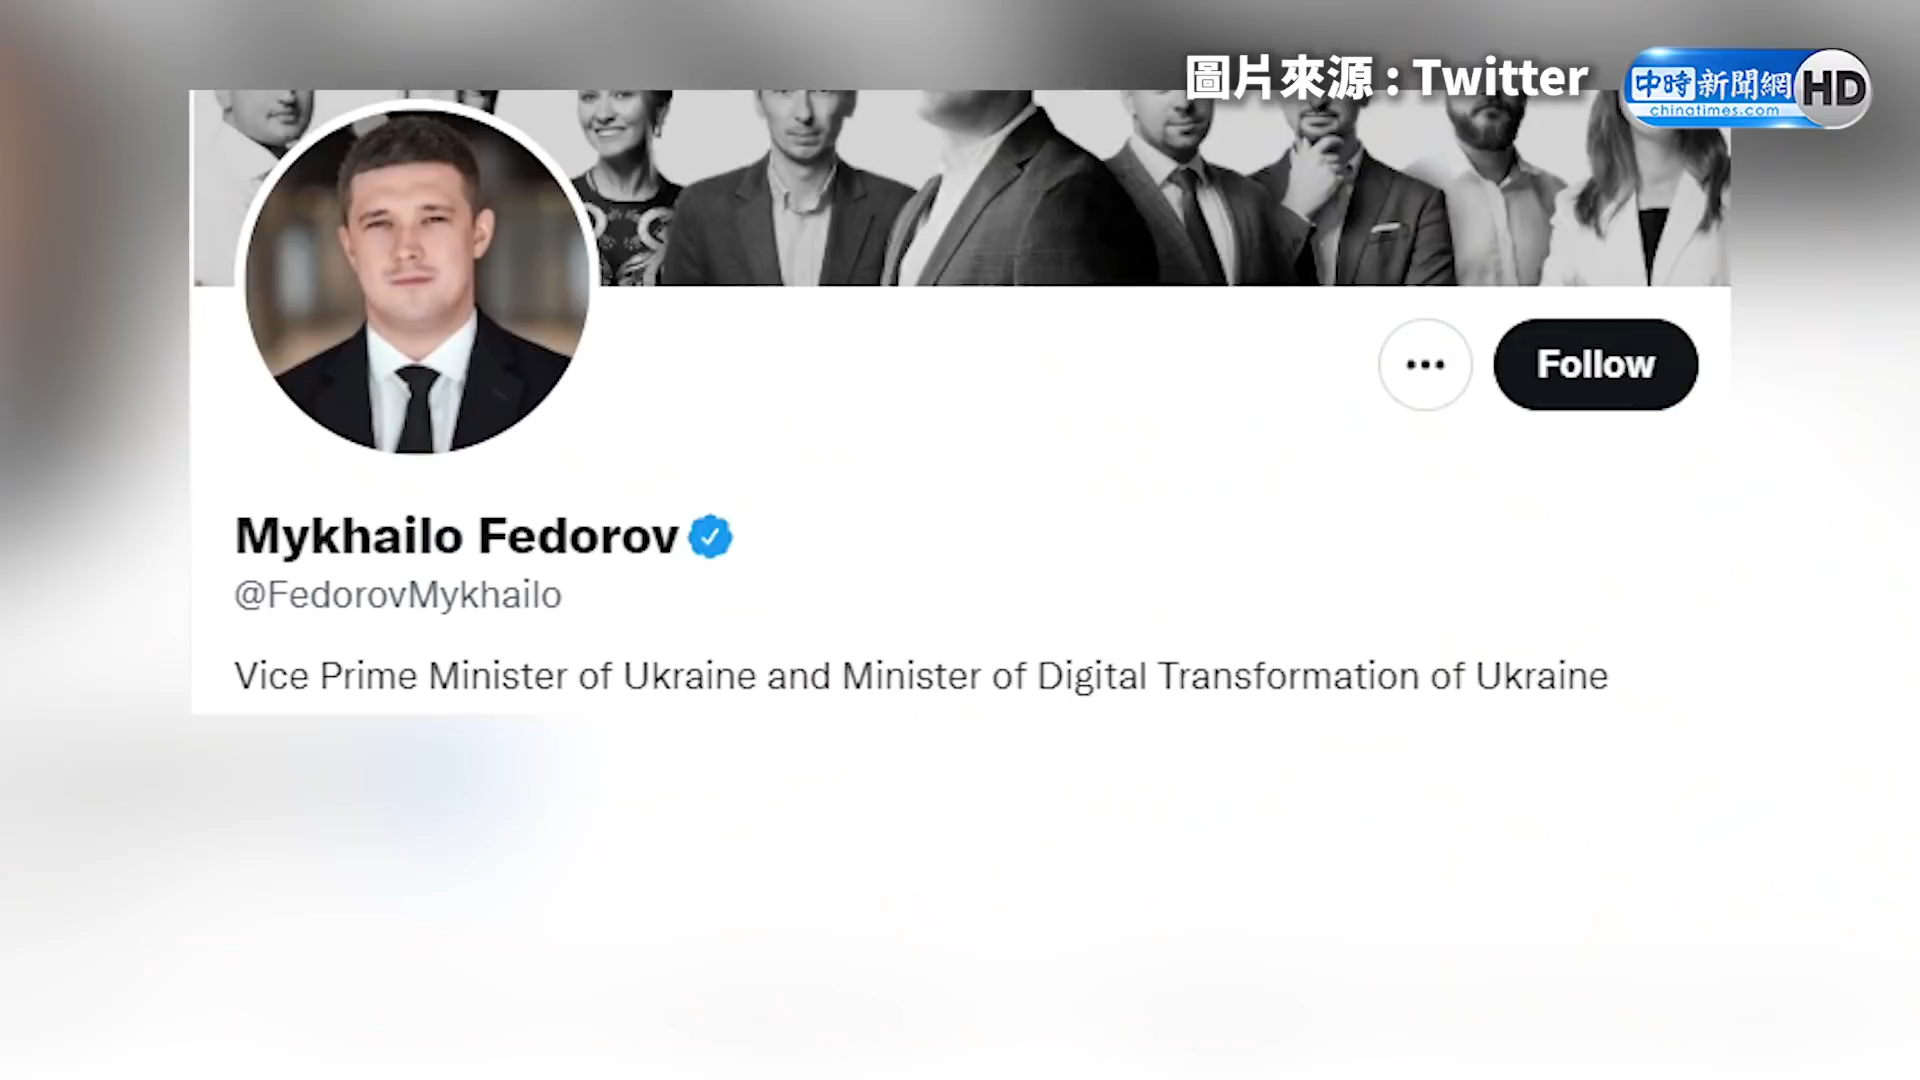 圖片來源 : Twitter
中時新聞網 HD
chinatimes.com
Follow
Mykhailo Fedorov
@FedorovMykhailo
Vice Prime Minister of Ukraine and Minister of Digital Transformation of Ukraine